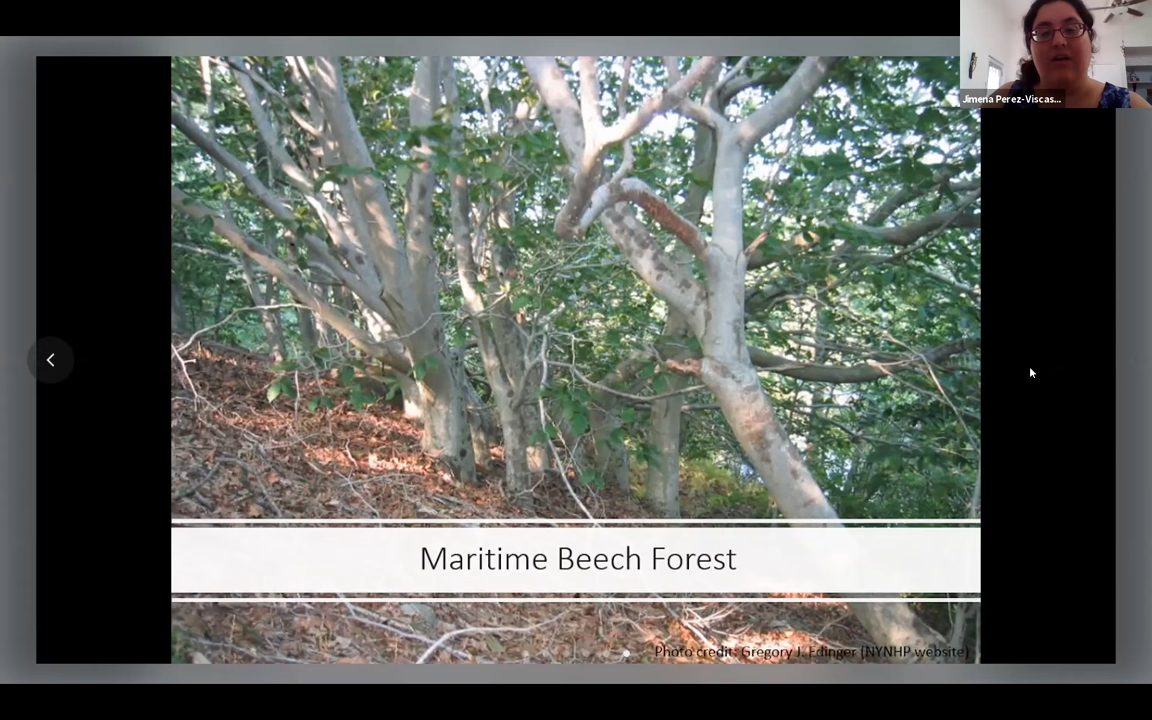 Jimena Perez-Viscas...
Maritime Beech Forest
Photo credit: Gregory J. Edinger (NYNHP website)